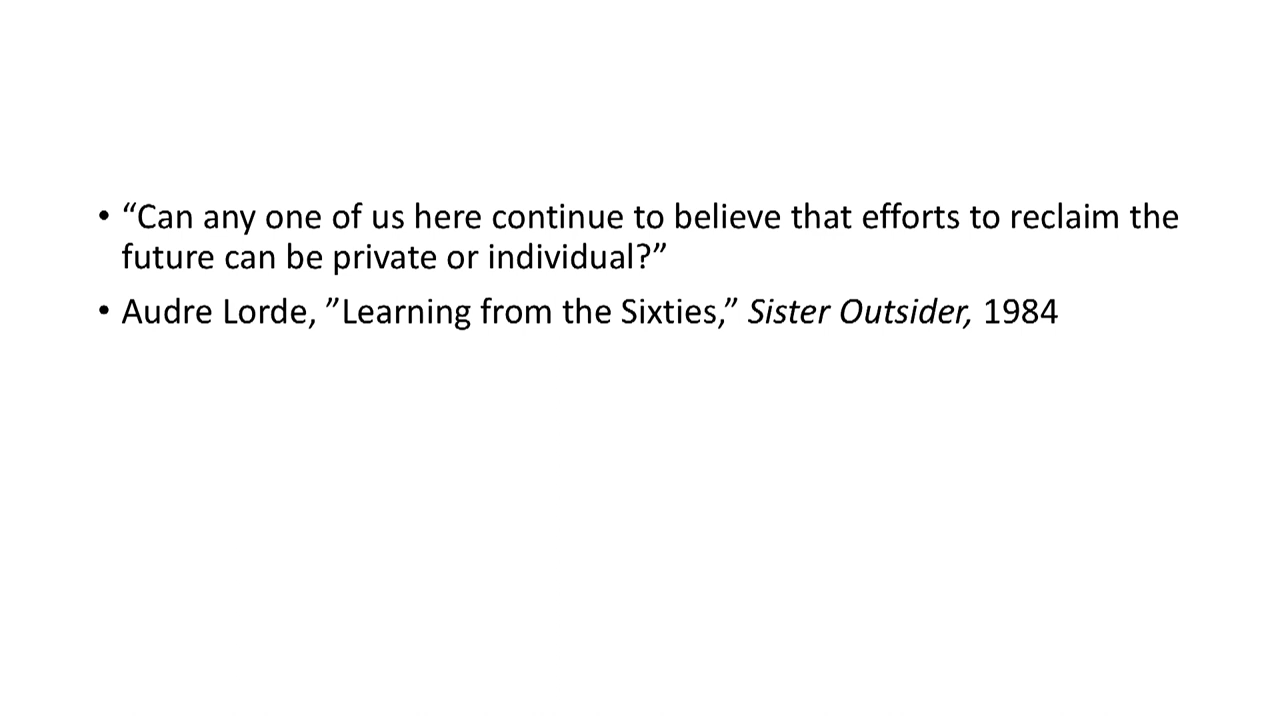 • “Can any one of us here continue to believe that efforts to reclaim the
future can be private or individual?”
• Audre Lorde, ”Learning from the Sixties,” Sister Outsider, 1984